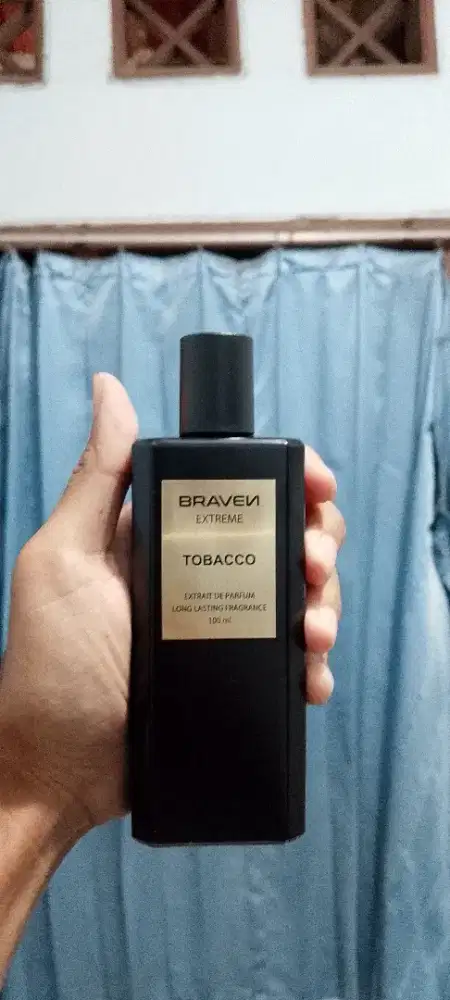 BRAVEN
EXTREME
TOBACCO
EXTRAIT DE PARFUM
LONG LASTING FRAGRANCE
100 ml